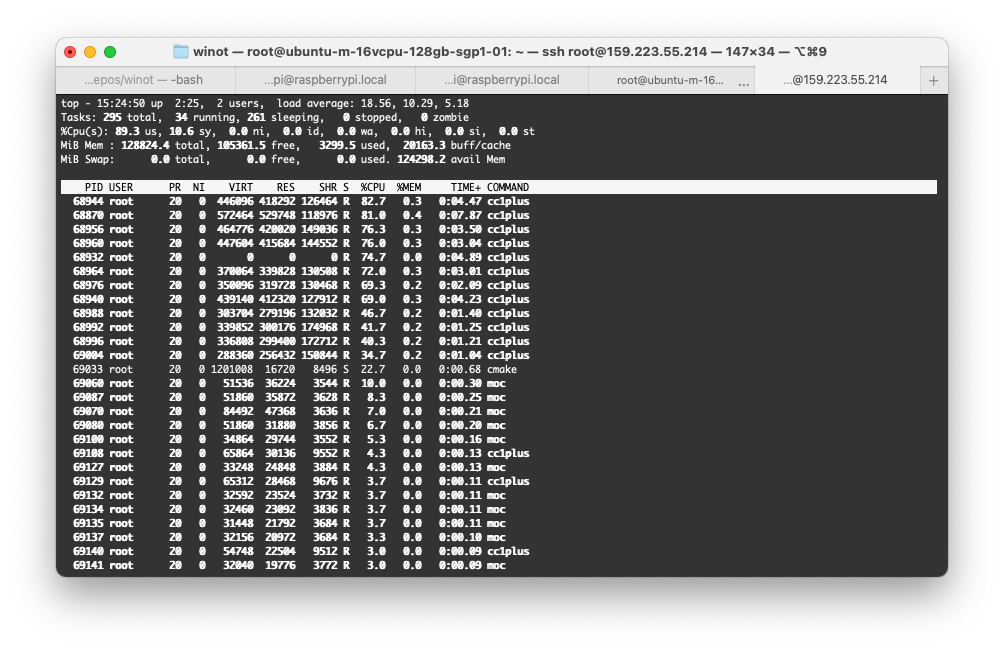 winot — root@ubuntu-m-16vcpu-128gb-sgp1-01: ~ — ssh root@159.223.55.214 — 147×34 — ⌥⌘9
...epos/winot — -bash ...pi@raspberrypi.local ...i@raspberrypi.local root@ubuntu-m-16... ... ...@159.223.55.214 +
top - 15:24:50 up  2:25,  2 users,  load average: 18.56, 10.29, 5.18
Tasks: 295 total,  34 running, 261 sleeping,   0 stopped,   0 zombie
%Cpu(s): 89.3 us, 10.6 sy,  0.0 ni,  0.0 id,  0.0 wa,  0.0 hi,  0.0 si,  0.0 st
MiB Mem : 128824.4 total, 105361.5 free,   3299.5 used,  20163.3 buff/cache
MiB Swap:      0.0 total,      0.0 free,      0.0 used. 124298.2 avail Mem
PID USER      PR  NI    VIRT    RES    SHR S  %CPU  %MEM     TIME+ COMMAND
68944 root      20   0  446096 418292 126464 R  82.7   0.3   0:04.47 cc1plus
68870 root      20   0  572464 529748 118976 R  81.0   0.4   0:07.87 cc1plus
68956 root      20   0  464776 420020 149036 R  76.3   0.3   0:03.50 cc1plus
68960 root      20   0  447604 415684 144552 R  76.0   0.3   0:03.04 cc1plus
68932 root      20   0       0      0      0 R  74.7   0.0   0:04.89 cc1plus
68964 root      20   0  370064 339828 130508 R  72.0   0.3   0:03.01 cc1plus
68976 root      20   0  350096 319728 130468 R  69.3   0.2   0:02.09 cc1plus
68940 root      20   0  439140 412320 127912 R  69.0   0.3   0:04.23 cc1plus
68988 root      20   0  303704 279196 132032 R  46.7   0.2   0:01.40 cc1plus
68992 root      20   0  339852 300176 174968 R  41.7   0.2   0:01.25 cc1plus
68996 root      20   0  336808 299400 172712 R  40.3   0.2   0:01.21 cc1plus
69004 root      20   0  288360 256432 150844 R  34.7   0.2   0:01.04 cc1plus
69033 root      20   0 1201008  16720   8496 S  22.7   0.0   0:00.68 cmake
69060 root      20   0   51536  36224   3544 R  10.0   0.0   0:00.30 moc
69087 root      20   0   51860  35872   3628 R   8.3   0.0   0:00.25 moc
69070 root      20   0   84492  47368   3636 R   7.0   0.0   0:00.21 moc
69080 root      20   0   51860  31880   3856 R   6.7   0.0   0:00.20 moc
69100 root      20   0   34864  29744   3552 R   5.3   0.0   0:00.16 moc
69108 root      20   0   65864  30136   9552 R   4.3   0.0   0:00.13 cc1plus
69127 root      20   0   33248  24848   3884 R   4.3   0.0   0:00.13 moc
69129 root      20   0   65312  28468   9676 R   3.7   0.0   0:00.11 cc1plus
69132 root      20   0   32592  23524   3732 R   3.7   0.0   0:00.11 moc
69134 root      20   0   32460  23092   3836 R   3.7   0.0   0:00.11 moc
69135 root      20   0   31448  21792   3684 R   3.7   0.0   0:00.11 moc
69137 root      20   0   32156  20972   3684 R   3.3   0.0   0:00.10 moc
69140 root      20   0   54748  22504   9512 R   3.0   0.0   0:00.09 cc1plus
69141 root      20   0   32040  19776   3772 R   3.0   0.0   0:00.09 moc